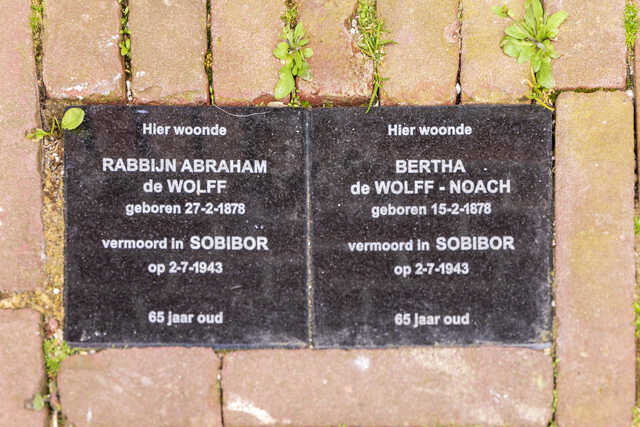 Hier woonde
RABBIJN ABRAHAM
de WOLFF
geboren 27-2-1878
vermoord in SOBIBOR
op 2-7-1943
65 jaar oud
Hier woonde
BERTHA
de WOLFF - NOACH
geboren 15-2-1878
vermoord in SOBIBOR
op 2-7-1943
65 jaar oud